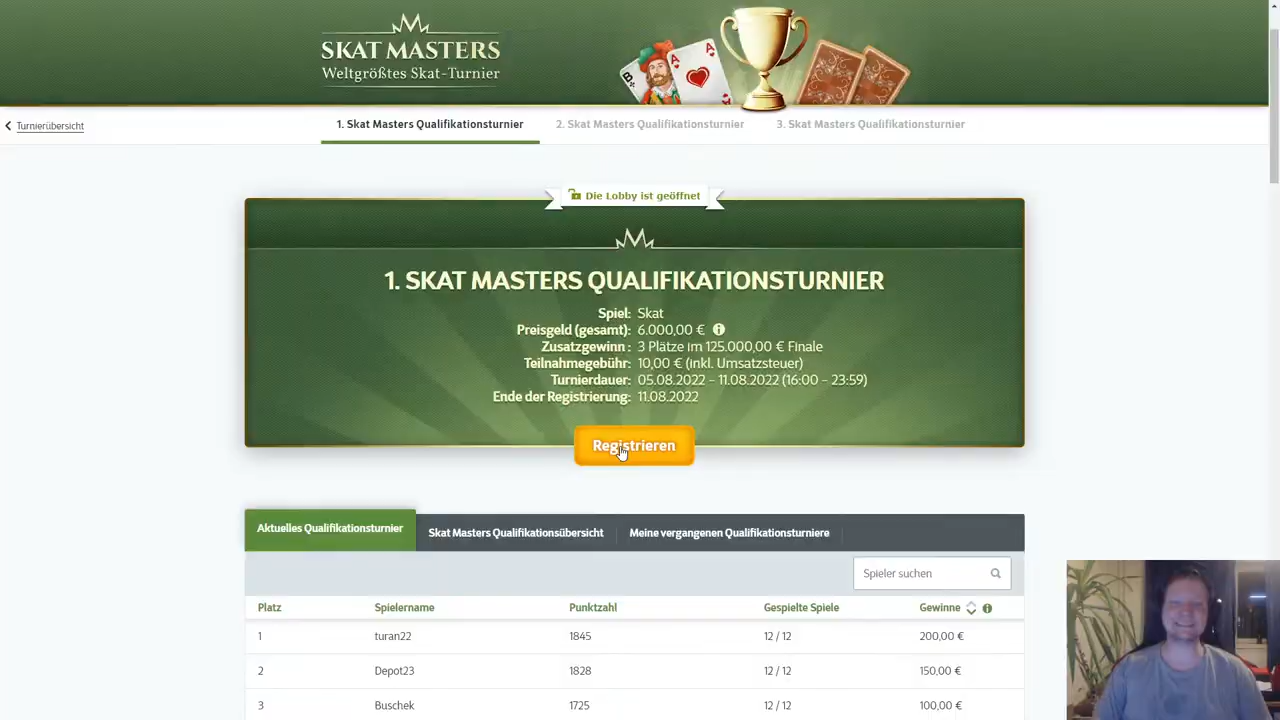 SKAT MASTERS
Weltgrößtes Skat-Turnier
Turnierübersicht
1. Skat Masters Qualifikationsturnier
2. Skat Masters Qualifikationsturnier
3. Skat Masters Qualifikationsturnier
Die Lobby ist geöffnet
1. SKAT MASTERS QUALIFIKATIONSTURNIER
Spiel: Skat
Preisgeld (gesamt): 6.000,00 €
Zusatzgewinn : 3 Plätze im 125.000,00 € Finale
Teilnahmegebühr: 10,00 € (inkl. Umsatzsteuer)
Turnierdauer: 05.08.2022 - 11.08.2022 (16:00 - 23:59)
Ende der Registrierung: 11.08.2022
Registrieren
Aktuelles Qualifikationsturnier
Skat Masters Qualifikationsübersicht
Meine vergangenen Qualifikationsturniere
Spieler suchen
Platz Spielername Punktzahl Gespielte Spiele Gewinne
1 turan22 1845 12 / 12 200,00 €
2 Depot23 1828 12 / 12 150,00 €
3 Buschek 1725 12 / 12 100,00 €